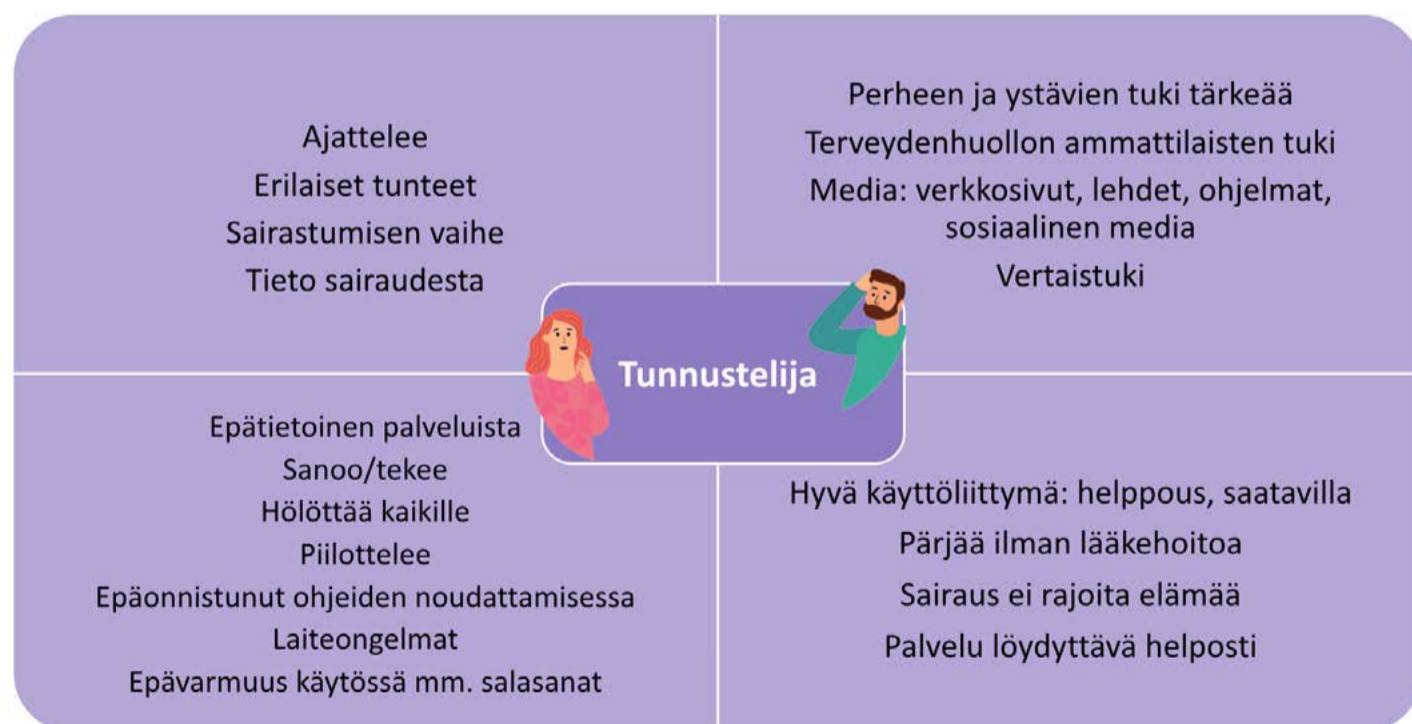 Ajattelee
Erilaiset tunteet
Sairastumisen vaihe
Tieto sairaudesta
Perheen ja ystävien tuki tärkeää
Terveydenhuollon ammattilaisten tuki
Media: verkkosivut, lehdet, ohjelmat,
sosiaalinen media
Vertaistuki
Tunnustelija
Epätietoinen palveluista
Sanoo/tekee
Hölöttää kaikille
Piilottelee
Epäonnistunut ohjeiden noudattamisessa
Laiteongelmat
Epävarmuus käytössä mm. salasanat
Hyvä käyttöliittymä: helppous, saatavilla
Pärjää ilman lääkehoitoa
Sairaus ei rajoita elämää
Palvelu löydyttävä helposti